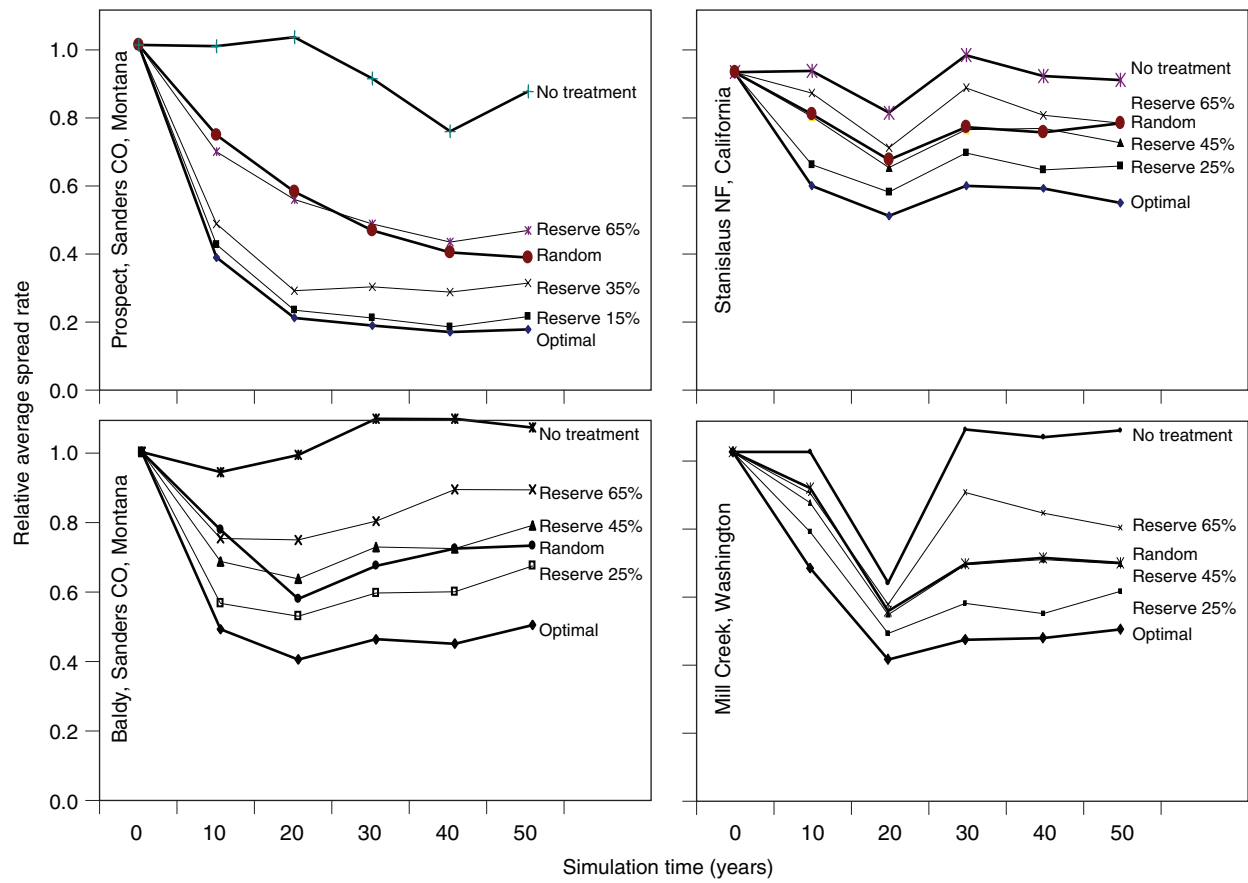 Relative average spread rate
Prospect, Sanders CO, Montana
1.0
0.8
0.6
0.4
0.2
0.0
No treatment
Reserve 65%
Random
Reserve 35%
Reserve 15%
Optimal
Stanislaus NF, California
No treatment
Reserve 65%
Random
Reserve 45%
Reserve 25%
Optimal
Baldy, Sanders CO, Montana
1.0
0.8
0.6
0.4
0.2
0.0
No treatment
Reserve 65%
Reserve 45%
Random
Reserve 25%
Optimal
0 10 20 30 40 50
Mill Creek, Washington
No treatment
Reserve 65%
Random
Reserve 45%
Reserve 25%
Optimal
0 10 20 30 40 50
Simulation time (years)